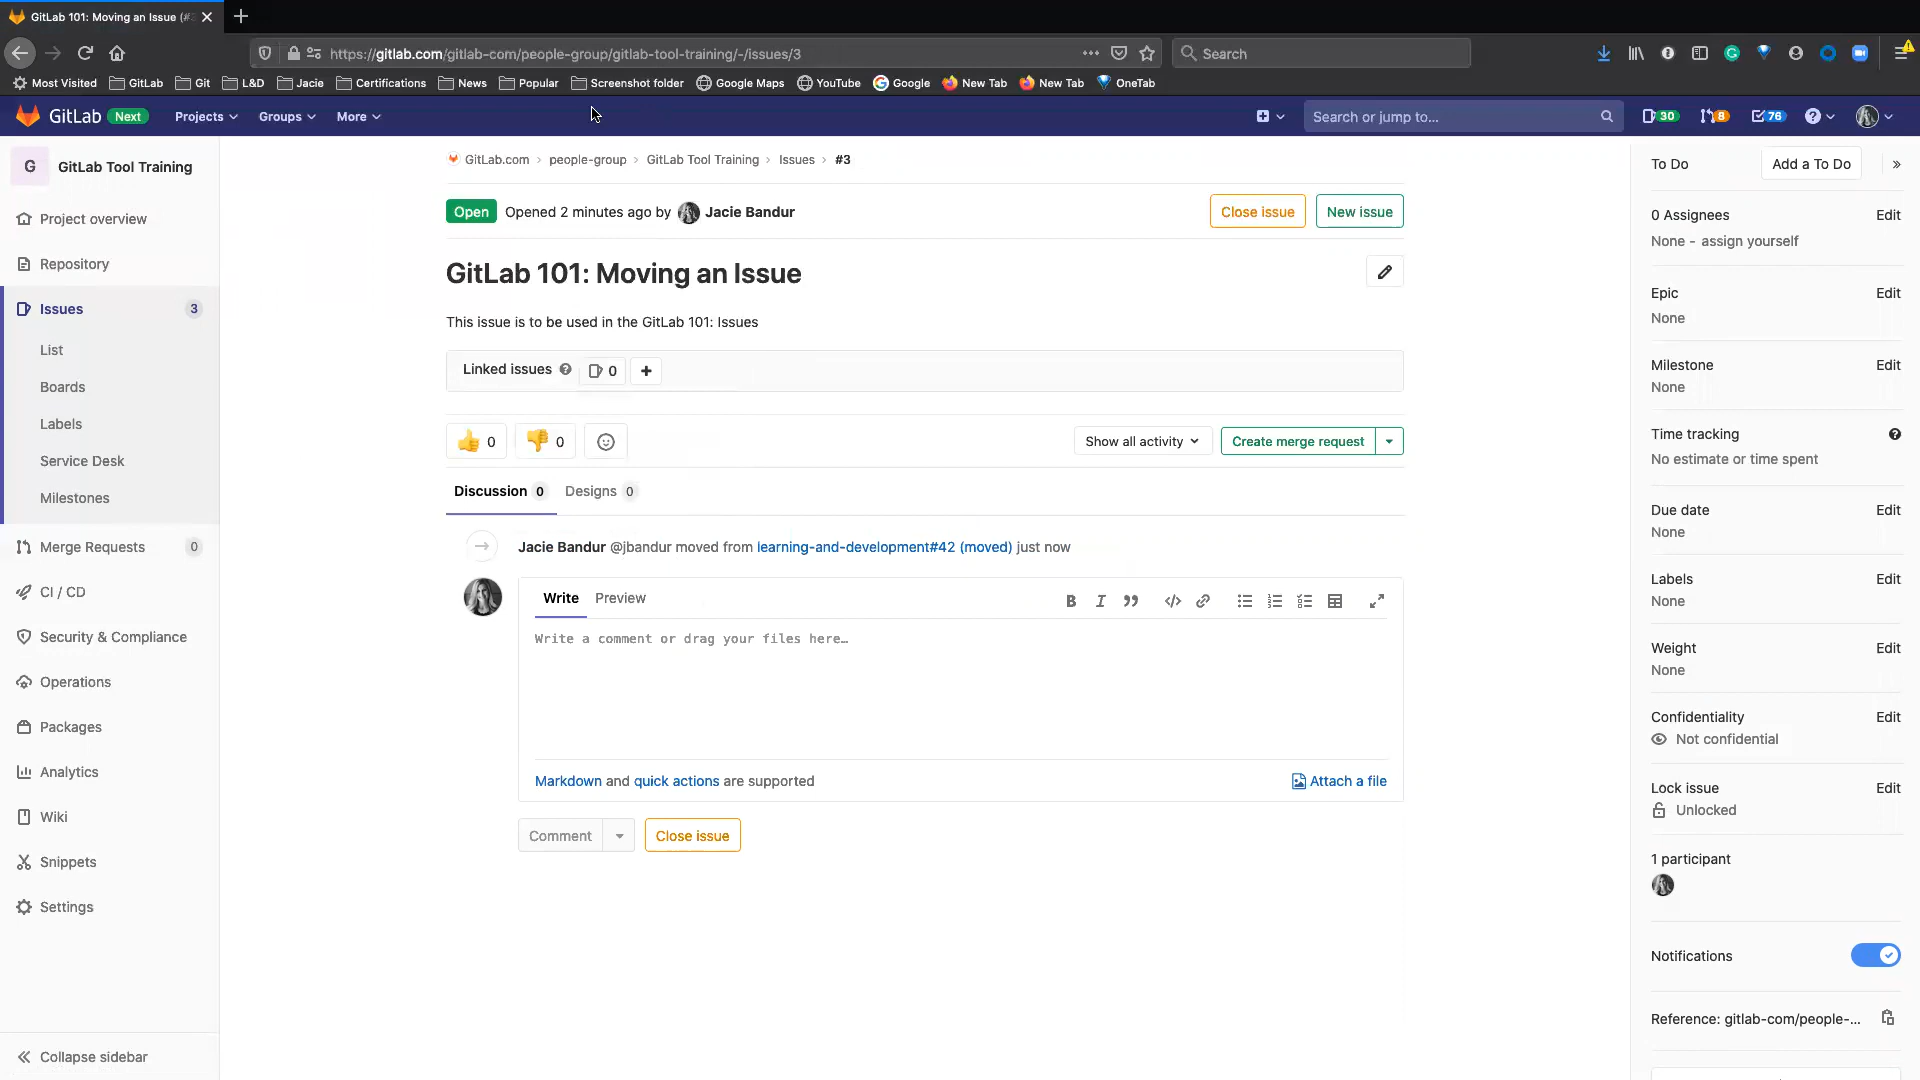 GitLab 101: Moving an Issue (#3
https://gitlab.com/gitlab-com/people-group/gitlab-tool-training/-/issues/3
Search
Most Visited GitLab Git L&D Jacie Certifications News Popular Screenshot folder Google Maps YouTube Google New Tab New Tab OneTab
GitLab Next Projects Groups More Search or jump to... 30 8 76
G GitLab Tool Training
Project overview
Repository
Issues 3
List
Boards
Labels
Service Desk
Milestones
Merge Requests 0
CI / CD
Security & Compliance
Operations
Packages
Analytics
Wiki
Snippets
Settings
Collapse sidebar
GitLab.com › people-group › GitLab Tool Training › Issues › #3
Open Opened 2 minutes ago by Jacie Bandur Close issue New issue
GitLab 101: Moving an Issue
This issue is to be used in the GitLab 101: Issues
Linked issues 0
0 0 Show all activity Create merge request
Discussion 0 Designs 0
Jacie Bandur @jbandur moved from learning-and-development#42 (moved) just now
Write Preview
Write a comment or drag your files here…
Markdown and quick actions are supported Attach a file
Comment Close issue
To Do Add a To Do
0 Assignees Edit
None - assign yourself
Epic Edit
None
Milestone Edit
None
Time tracking
No estimate or time spent
Due date Edit
None
Labels Edit
None
Weight Edit
None
Confidentiality Edit
Not confidential
Lock issue Edit
Unlocked
1 participant
Notifications
Reference: gitlab-com/people-...